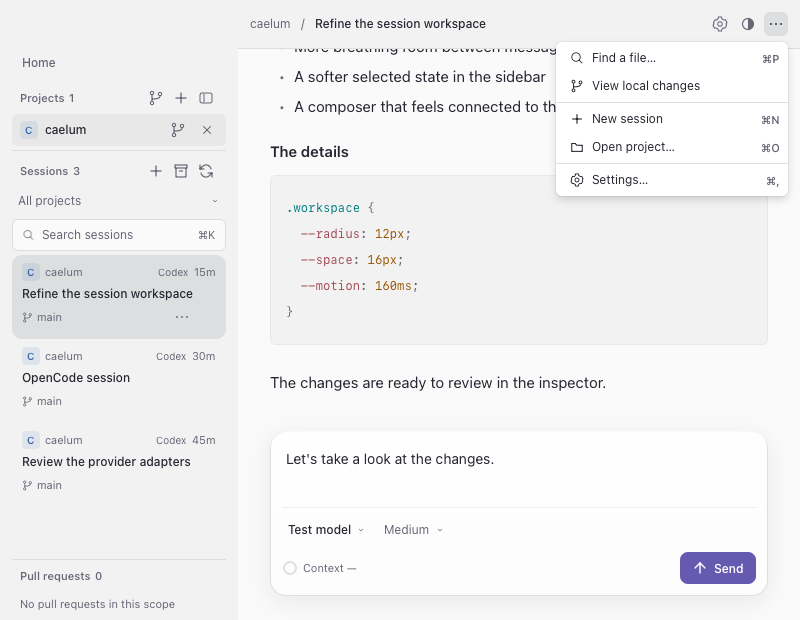 caelum / Refine the session workspace
Home
Projects 1
C caelum
Sessions 3
All projects
Search sessions ⌘K
C caelum Codex 15m
Refine the session workspace
main
C caelum Codex 30m
OpenCode session
main
C caelum Codex 45m
Review the provider adapters
main
Pull requests 0
No pull requests in this scope
More breathing room between messag
• A softer selected state in the sidebar
• A composer that feels connected to th
The details
.workspace {
--radius: 12px;
--space: 16px;
--motion: 160ms;
}
The changes are ready to review in the inspector.
Let's take a look at the changes.
Test model Medium
Context —
Send
Find a file... ⌘P
View local changes
New session ⌘N
Open project... ⌘O
Settings... ⌘,